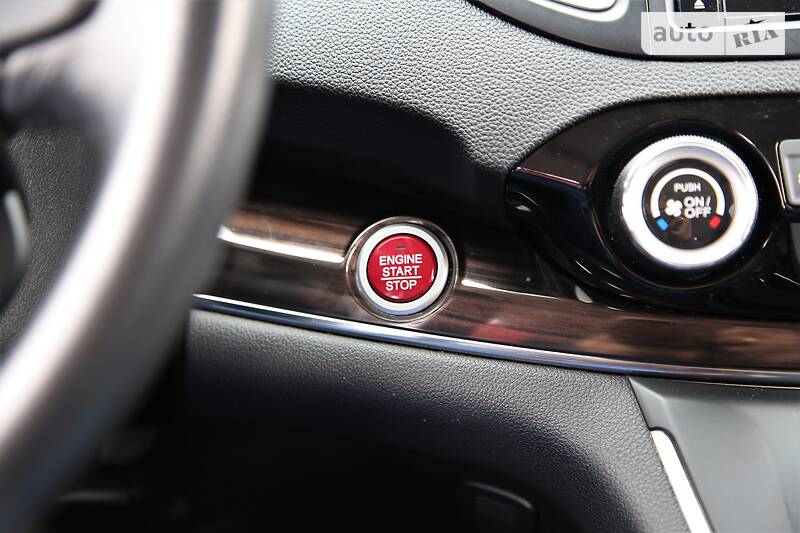 auto RIA
PUSH
ON/
OFF
ENGINE
START
STOP